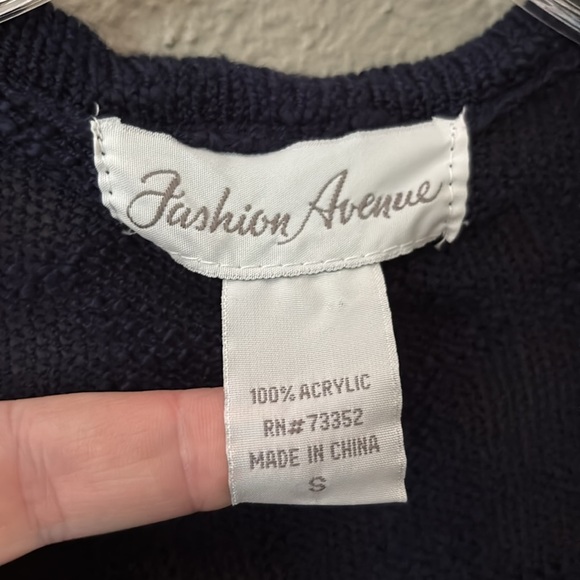 Fashion Avenue
100% ACRYLIC
RN#73352
MADE IN CHINA
S